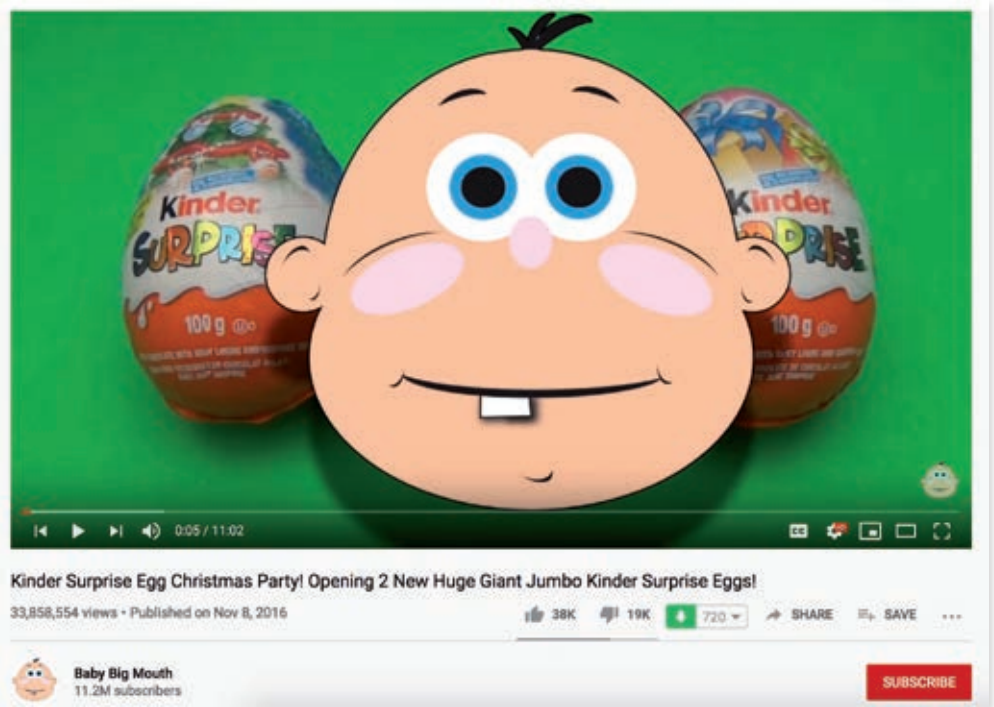 Kinder
SURPRISE
100 g
Kinder
PRISE
100 g
0:05 / 11:02
CC
Kinder Surprise Egg Christmas Party! Opening 2 New Huge Giant Jumbo Kinder Surprise Eggs!
33,858,554 views • Published on Nov 8, 2016
38K 19K 720 SHARE SAVE
Baby Big Mouth
11.2M subscribers
SUBSCRIBE